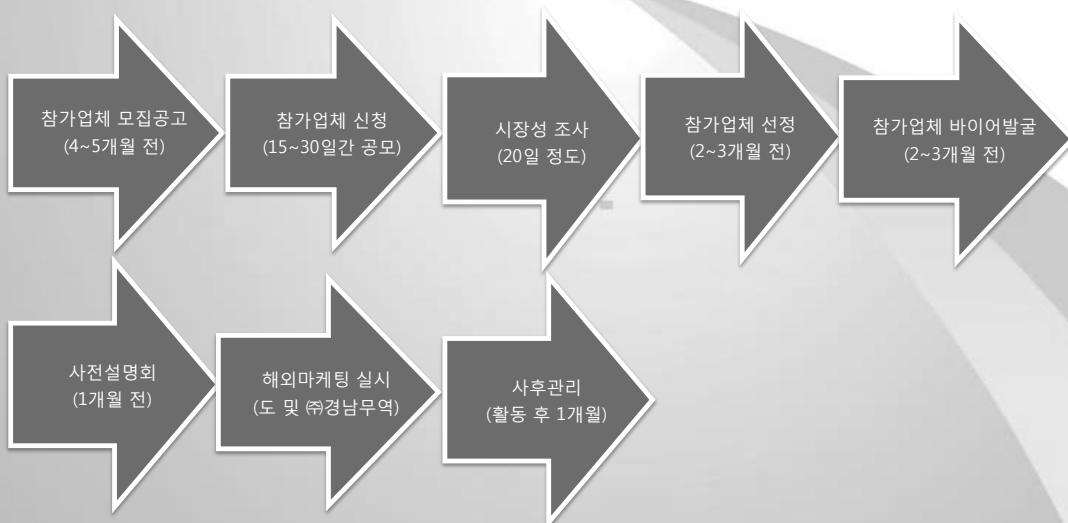 참가업체 모집공고
(4~5개월 전)
참가업체 신청
(15~30일간 공모)
시장성 조사
(20일 정도)
참가업체 선정
(2~3개월 전)
참가업체 바이어발굴
(2~3개월 전)
사전설명회
(1개월 전)
해외마케팅 실시
(도 및 ㈜경남무역)
사후관리
(활동 후 1개월)